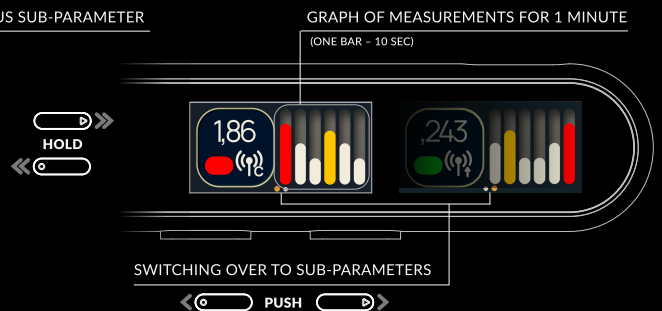 US SUB-PARAMETER
GRAPH OF MEASUREMENTS FOR 1 MINUTE
(ONE BAR – 10 SEC)
HOLD
1,86
C
,243
SWITCHING OVER TO SUB-PARAMETERS
PUSH